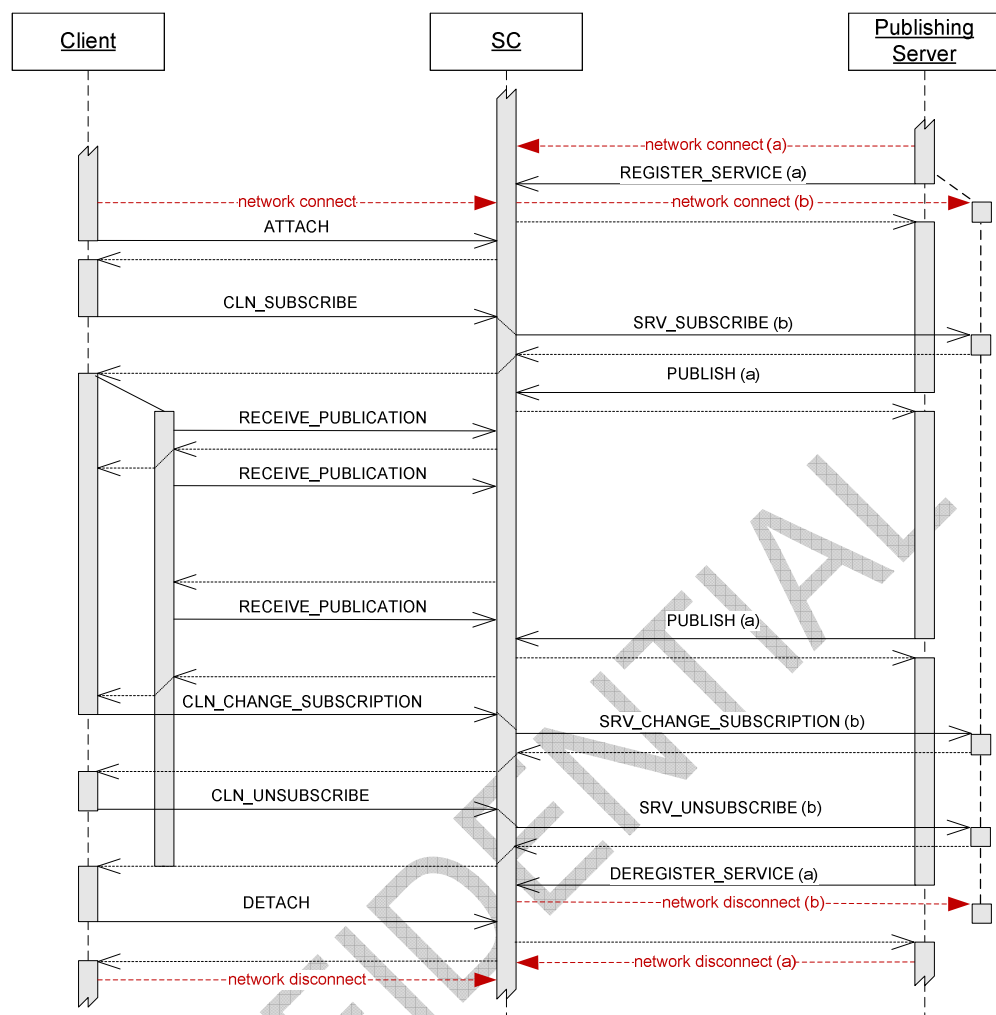 Client
SC
Publishing
Server
network connect (a)
REGISTER_SERVICE (a)
network connect
network connect (b)
ATTACH
CLN_SUBSCRIBE
SRV_SUBSCRIBE (b)
PUBLISH (a)
RECEIVE_PUBLICATION
RECEIVE_PUBLICATION
RECEIVE_PUBLICATION
PUBLISH (a)
CLN_CHANGE_SUBSCRIPTION
SRV_CHANGE_SUBSCRIPTION (b)
CLN_UNSUBSCRIBE
SRV_UNSUBSCRIBE (b)
DEREGISTER_SERVICE (a)
DETACH
network disconnect (b)
network disconnect (a)
network disconnect
FIDENTIAL